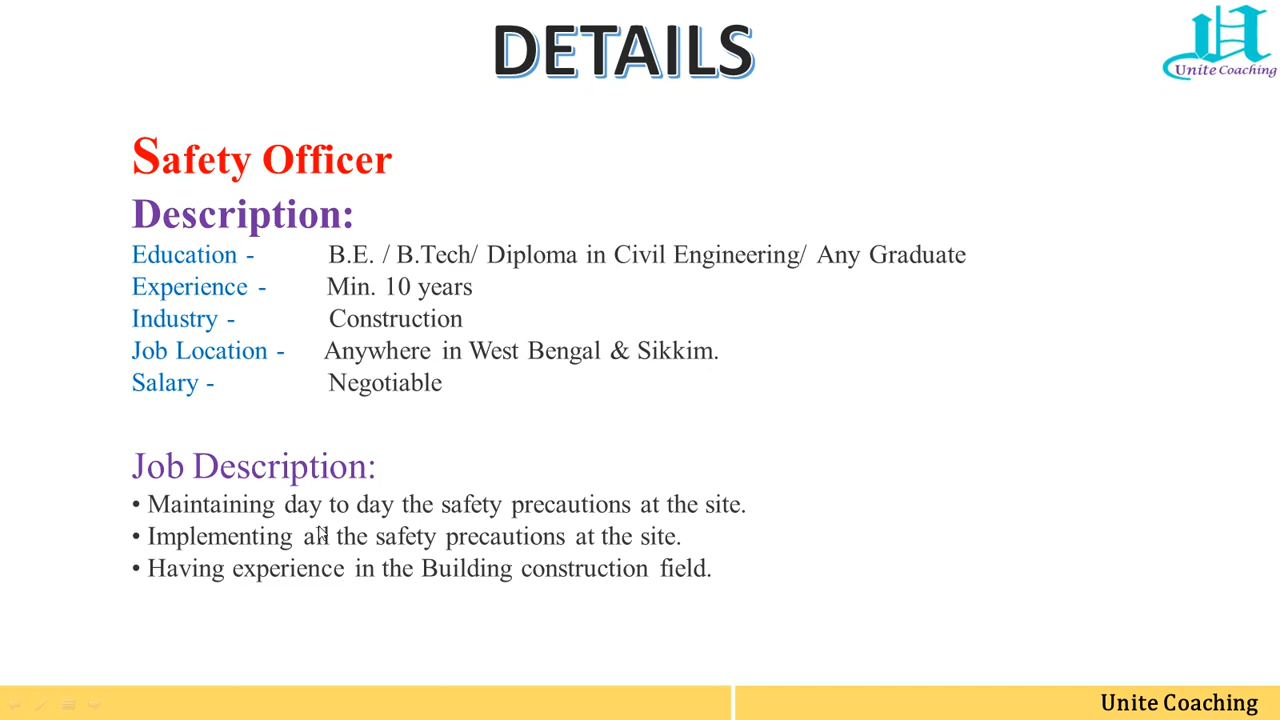 DETAILS
Unite Coaching
Safety Officer
Description:
Education - B.E. / B.Tech/ Diploma in Civil Engineering/ Any Graduate
Experience - Min. 10 years
Industry - Construction
Job Location - Anywhere in West Bengal & Sikkim.
Salary - Negotiable
Job Description:
• Maintaining day to day the safety precautions at the site.
• Implementing all the safety precautions at the site.
• Having experience in the Building construction field.
Unite Coaching